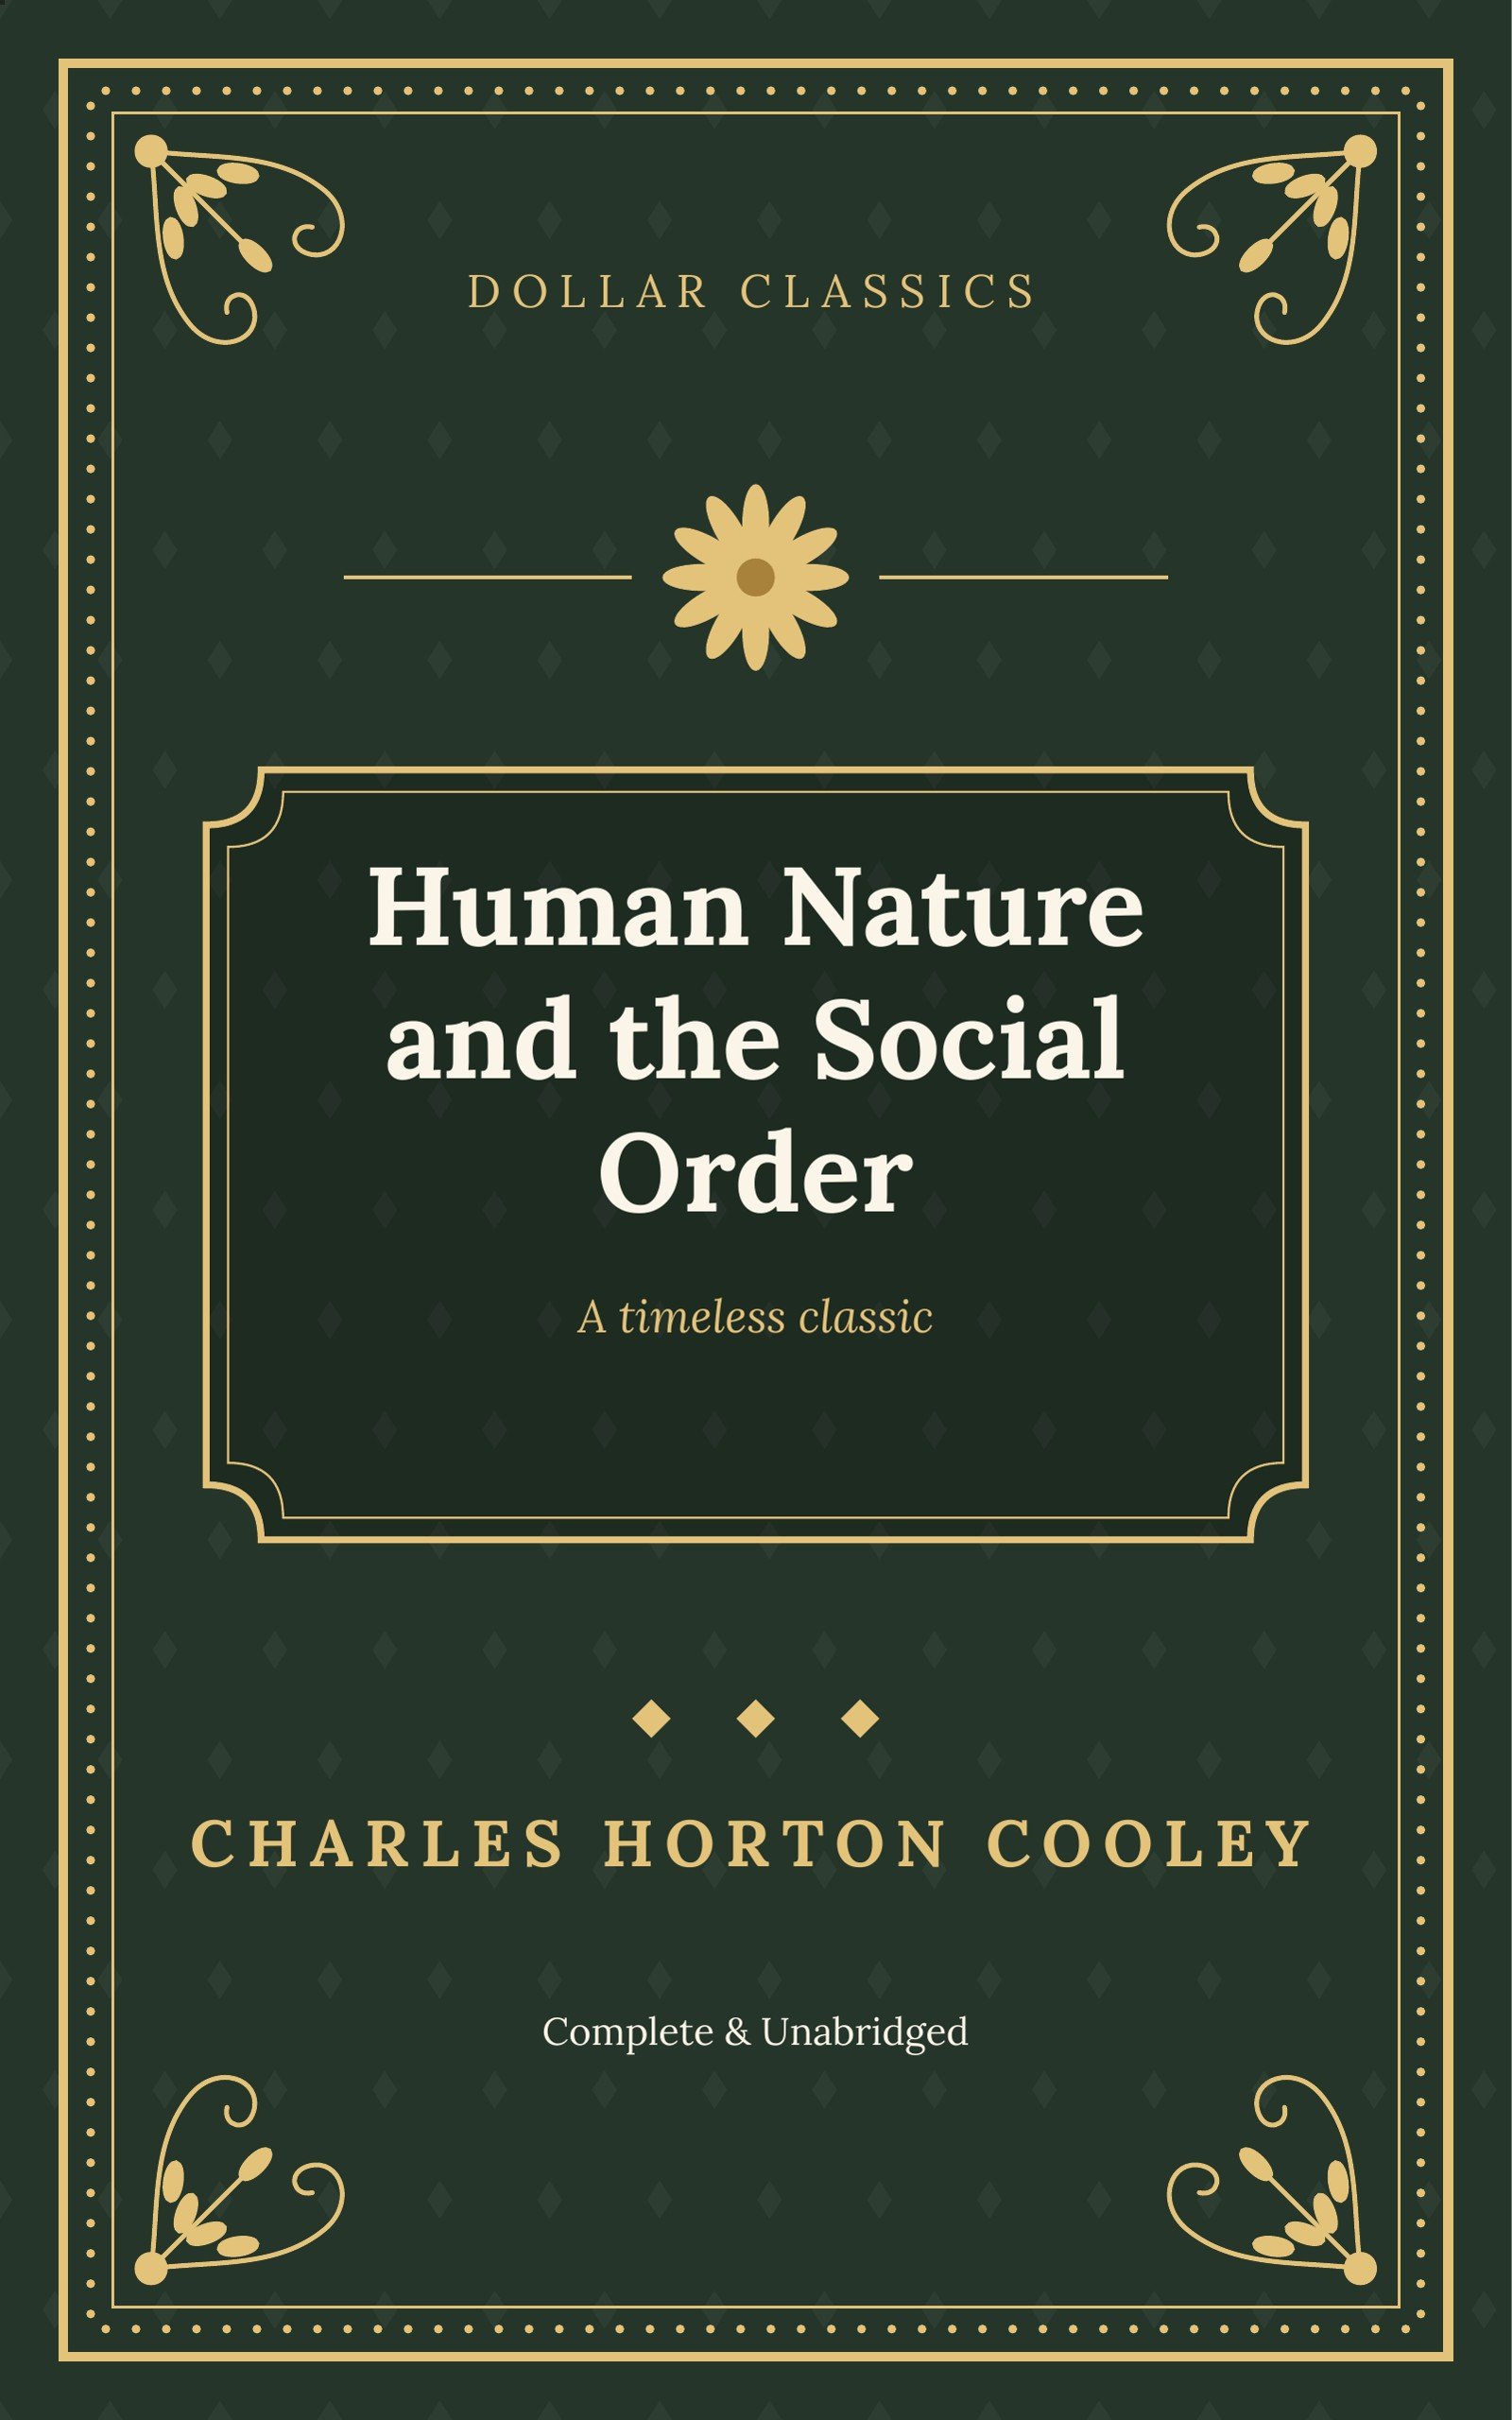 DOLLAR CLASSICS
Human Nature
and the Social
Order
A timeless classic
CHARLES HORTON COOLEY
Complete & Unabridged